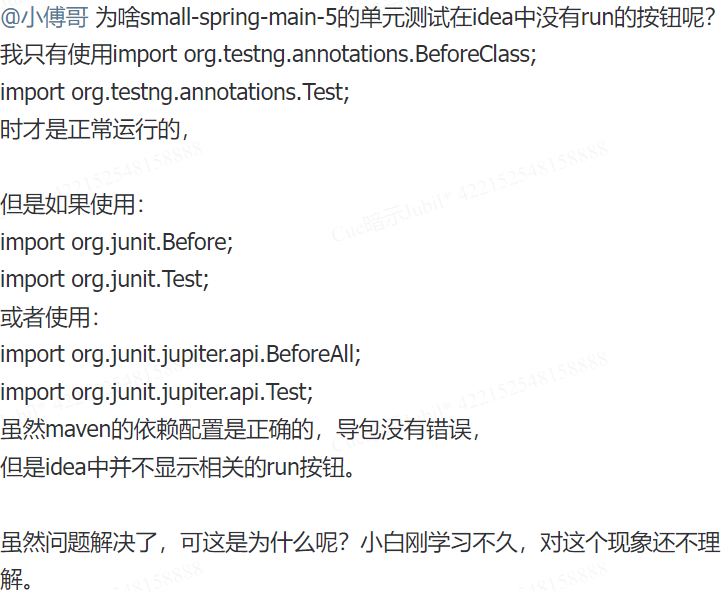 @小傅哥 为啥small-spring-main-5的单元测试在idea中没有run的按钮呢?
我只有使用import org.testng.annotations.BeforeClass;
import org.testng.annotations.Test;
时才是正常运行的，
但是如果使用：
import org.junit.Before;
import org.junit.Test;
或者使用：
import org.junit.jupiter.api.BeforeAll;
import org.junit.jupiter.api.Test;
虽然maven的依赖配置是正确的，导包没有错误，
但是idea中并不显示相关的run按钮。
虽然问题解决了，可这是为什么呢？小白刚学习不久，对这个现象还不理
解。